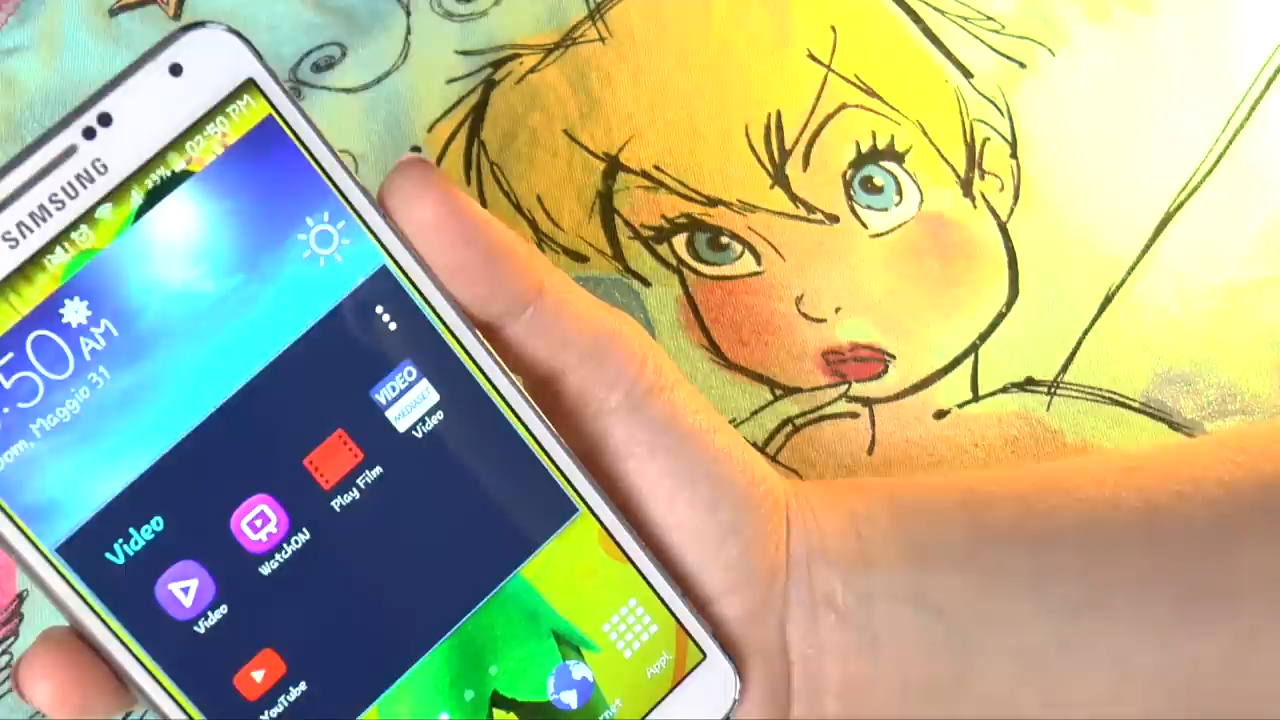 SAMSUNG
39% 02:50 PM
:50 AM
Dom, Maggio 31
Video
Video
WatchON
Play Film
VIDEO
MEDIASET
Video
YouTube
Appl.